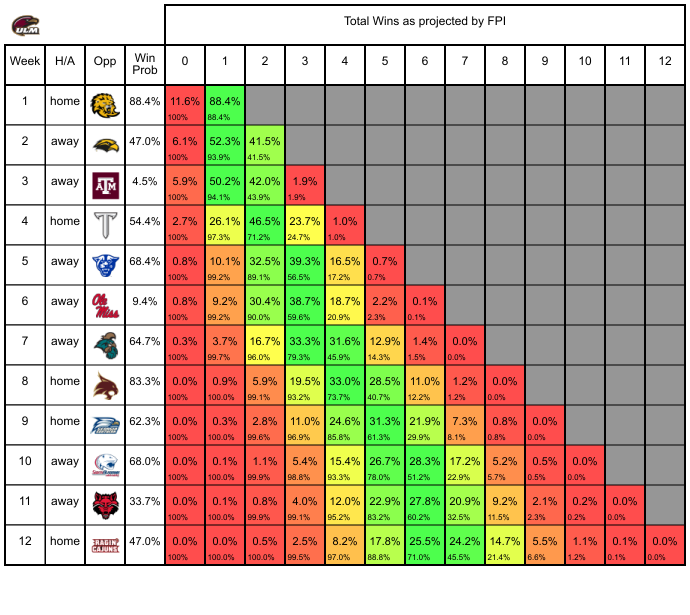 ULM
Total Wins as projected by FPI
Week H/A Opp Win Prob 0 1 2 3 4 5 6 7 8 9 10 11 12
1 home 88.4% 11.6% 88.4%
100% 88.4%
2 away 47.0% 6.1% 52.3% 41.5%
100% 93.9% 41.5%
3 away ATM 4.5% 5.9% 50.2% 42.0% 1.9%
100% 94.1% 43.9% 1.9%
4 home T 54.4% 2.7% 26.1% 46.5% 23.7% 1.0%
100% 97.3% 71.2% 24.7% 1.0%
5 away 68.4% 0.8% 10.1% 32.5% 39.3% 16.5% 0.7%
100% 99.2% 89.1% 56.5% 17.2% 0.7%
6 away Ole Miss 9.4% 0.8% 9.2% 30.4% 38.7% 18.7% 2.2% 0.1%
100% 99.2% 90.0% 59.6% 20.9% 2.3% 0.1%
7 away 64.7% 0.3% 3.7% 16.7% 33.3% 31.6% 12.9% 1.4% 0.0%
100% 99.7% 96.0% 79.3% 45.9% 14.3% 1.5% 0.0%
8 home 83.3% 0.0% 0.9% 5.9% 19.5% 33.0% 28.5% 11.0% 1.2% 0.0%
100% 100.0% 99.1% 93.2% 73.7% 40.7% 12.2% 1.2% 0.0%
9 home 62.3% 0.0% 0.3% 2.8% 11.0% 24.6% 31.3% 21.9% 7.3% 0.8% 0.0%
100% 100.0% 99.6% 96.9% 85.8% 61.3% 29.9% 8.1% 0.8% 0.0%
10 away 68.0% 0.0% 0.1% 1.1% 5.4% 15.4% 26.7% 28.3% 17.2% 5.2% 0.5% 0.0%
100% 100.0% 99.9% 98.8% 93.3% 78.0% 51.2% 22.9% 5.7% 0.5% 0.0%
11 away 33.7% 0.0% 0.1% 0.8% 4.0% 12.0% 22.9% 27.8% 20.9% 9.2% 2.1% 0.2% 0.0%
100% 100.0% 99.9% 99.1% 95.2% 83.2% 60.2% 32.5% 11.5% 2.3% 0.2% 0.0%
12 home RAGIN' CAJUNS 47.0% 0.0% 0.0% 0.5% 2.5% 8.2% 17.8% 25.5% 24.2% 14.7% 5.5% 1.1% 0.1% 0.0%
100% 100.0% 100.0% 99.5% 97.0% 88.8% 71.0% 45.5% 21.4% 6.6% 1.2% 0.1% 0.0%